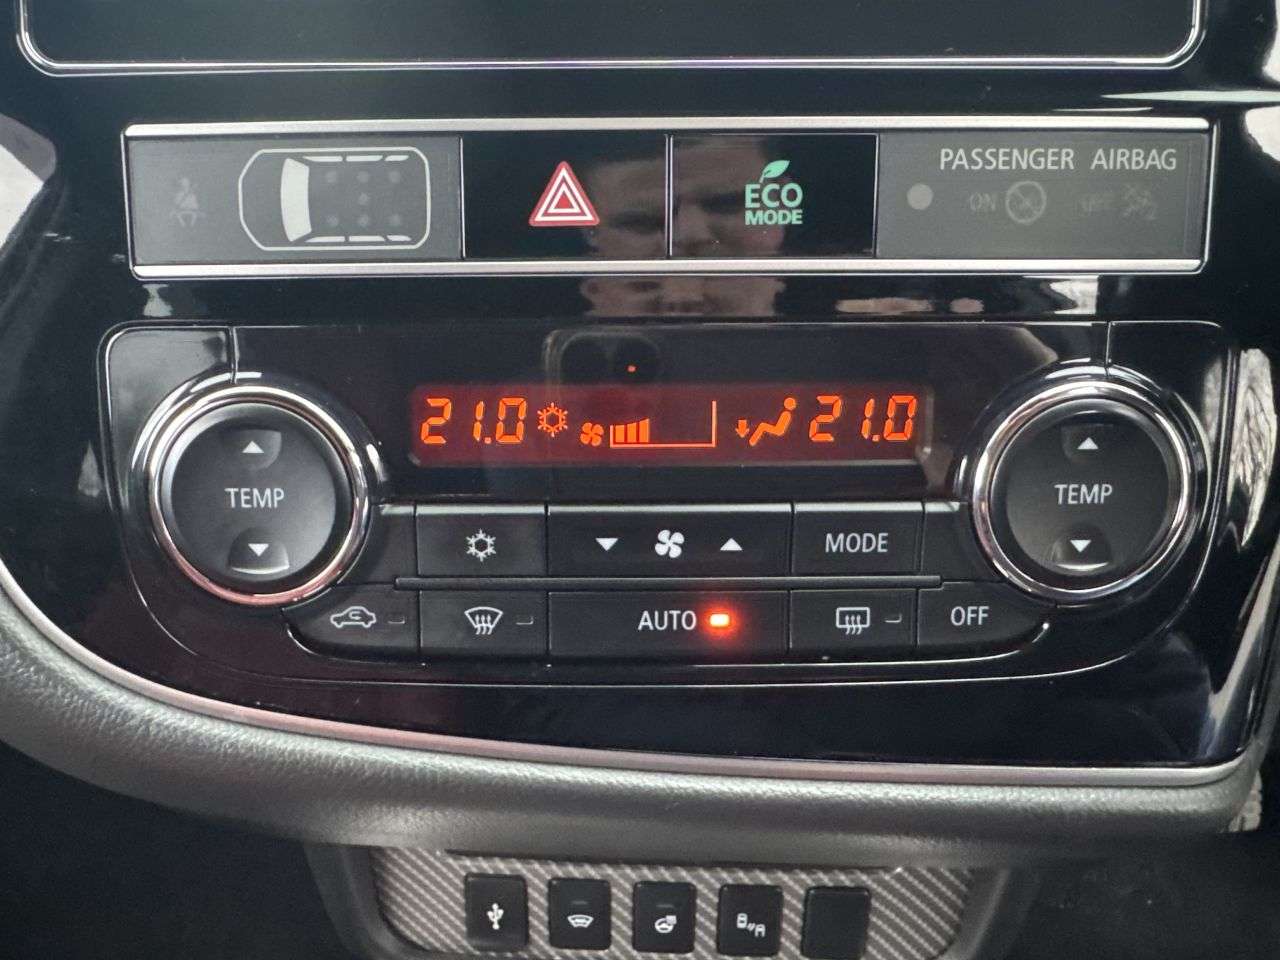 PASSENGER AIRBAG
ON
OFF
ECO
MODE
21.0
21.0
TEMP
MODE
TEMP
AUTO
OFF